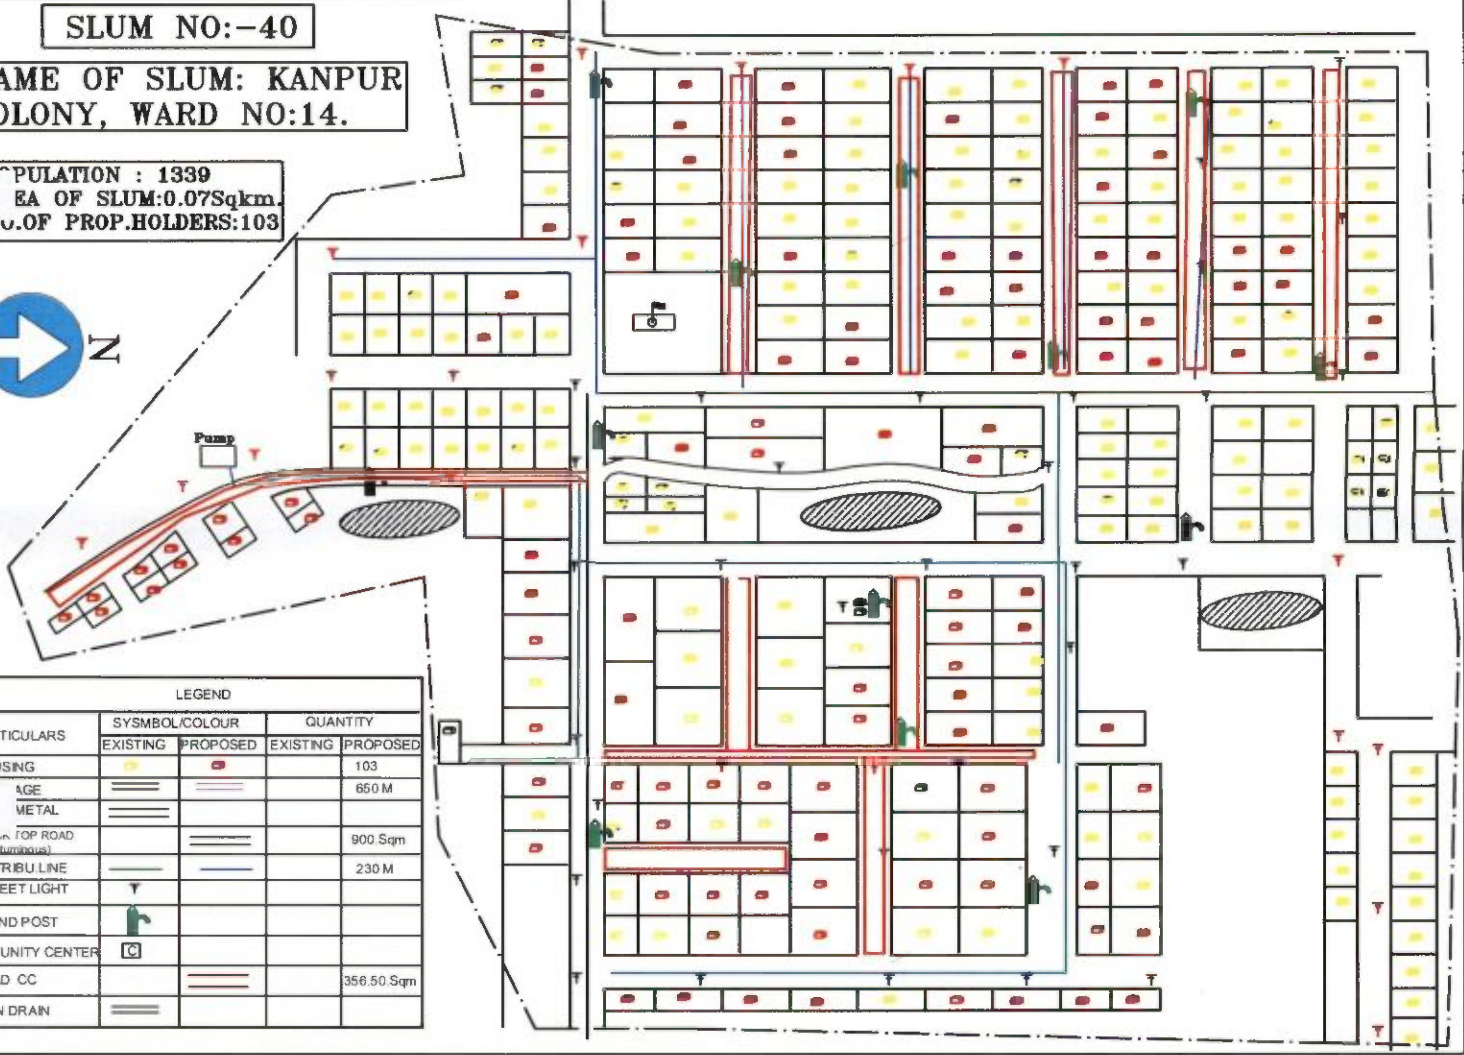 SLUM NO:-40
AME OF SLUM: KANPUR
OLONY, WARD NO:14.
PULATION : 1339
EA OF SLUM:0.07Sqkm.
.OF PROP.HOLDERS:103
N
Pump
LEGEND
TICULARS SYSMBOL/COLOUR QUANTITY
EXISTING PROPOSED EXISTING PROPOSED
SING 103
AGE 650 M
METAL
TOP ROAD 900 Sqm
TRIBU.LINE 230 M
EET LIGHT
ND POST
UNITY CENTER C
D CC 356.50 Sqm
N DRAIN